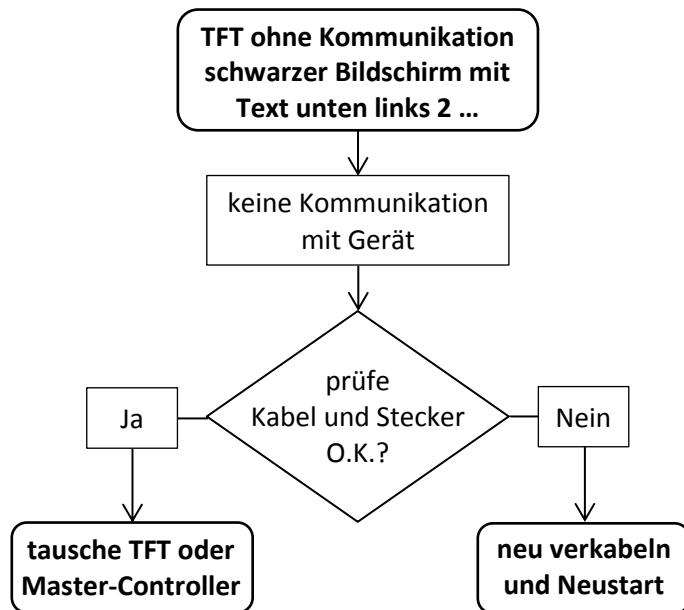 TFT ohne Kommunikation
schwarzer Bildschirm mit
Text unten links 2 ...
keine Kommunikation
mit Gerät
prüfe
Kabel und Stecker
O.K.?
Ja
Nein
tausche TFT oder
Master-Controller
neu verkabeln
und Neustart